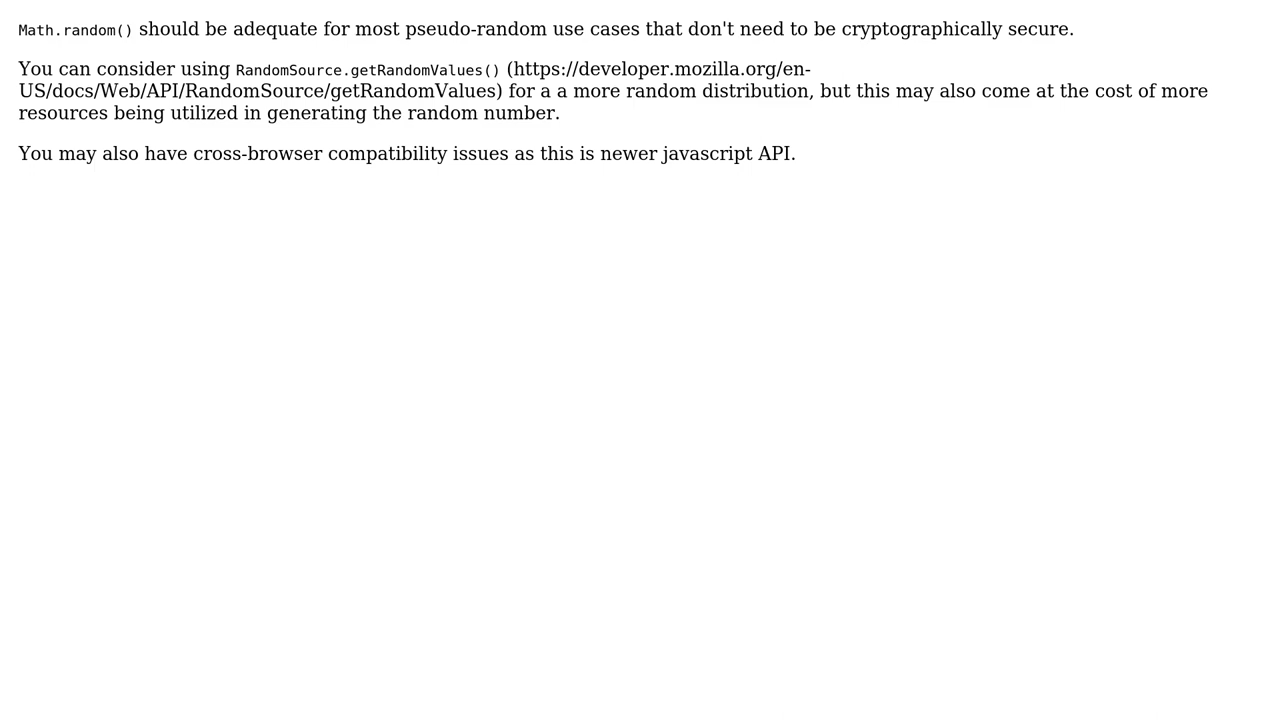 Math.random() should be adequate for most pseudo-random use cases that don't need to be cryptographically secure.
You can consider using RandomSource.getRandomValues() (https://developer.mozilla.org/en-
US/docs/Web/API/RandomSource/getRandomValues) for a a more random distribution, but this may also come at the cost of more
resources being utilized in generating the random number.
You may also have cross-browser compatibility issues as this is newer javascript API.